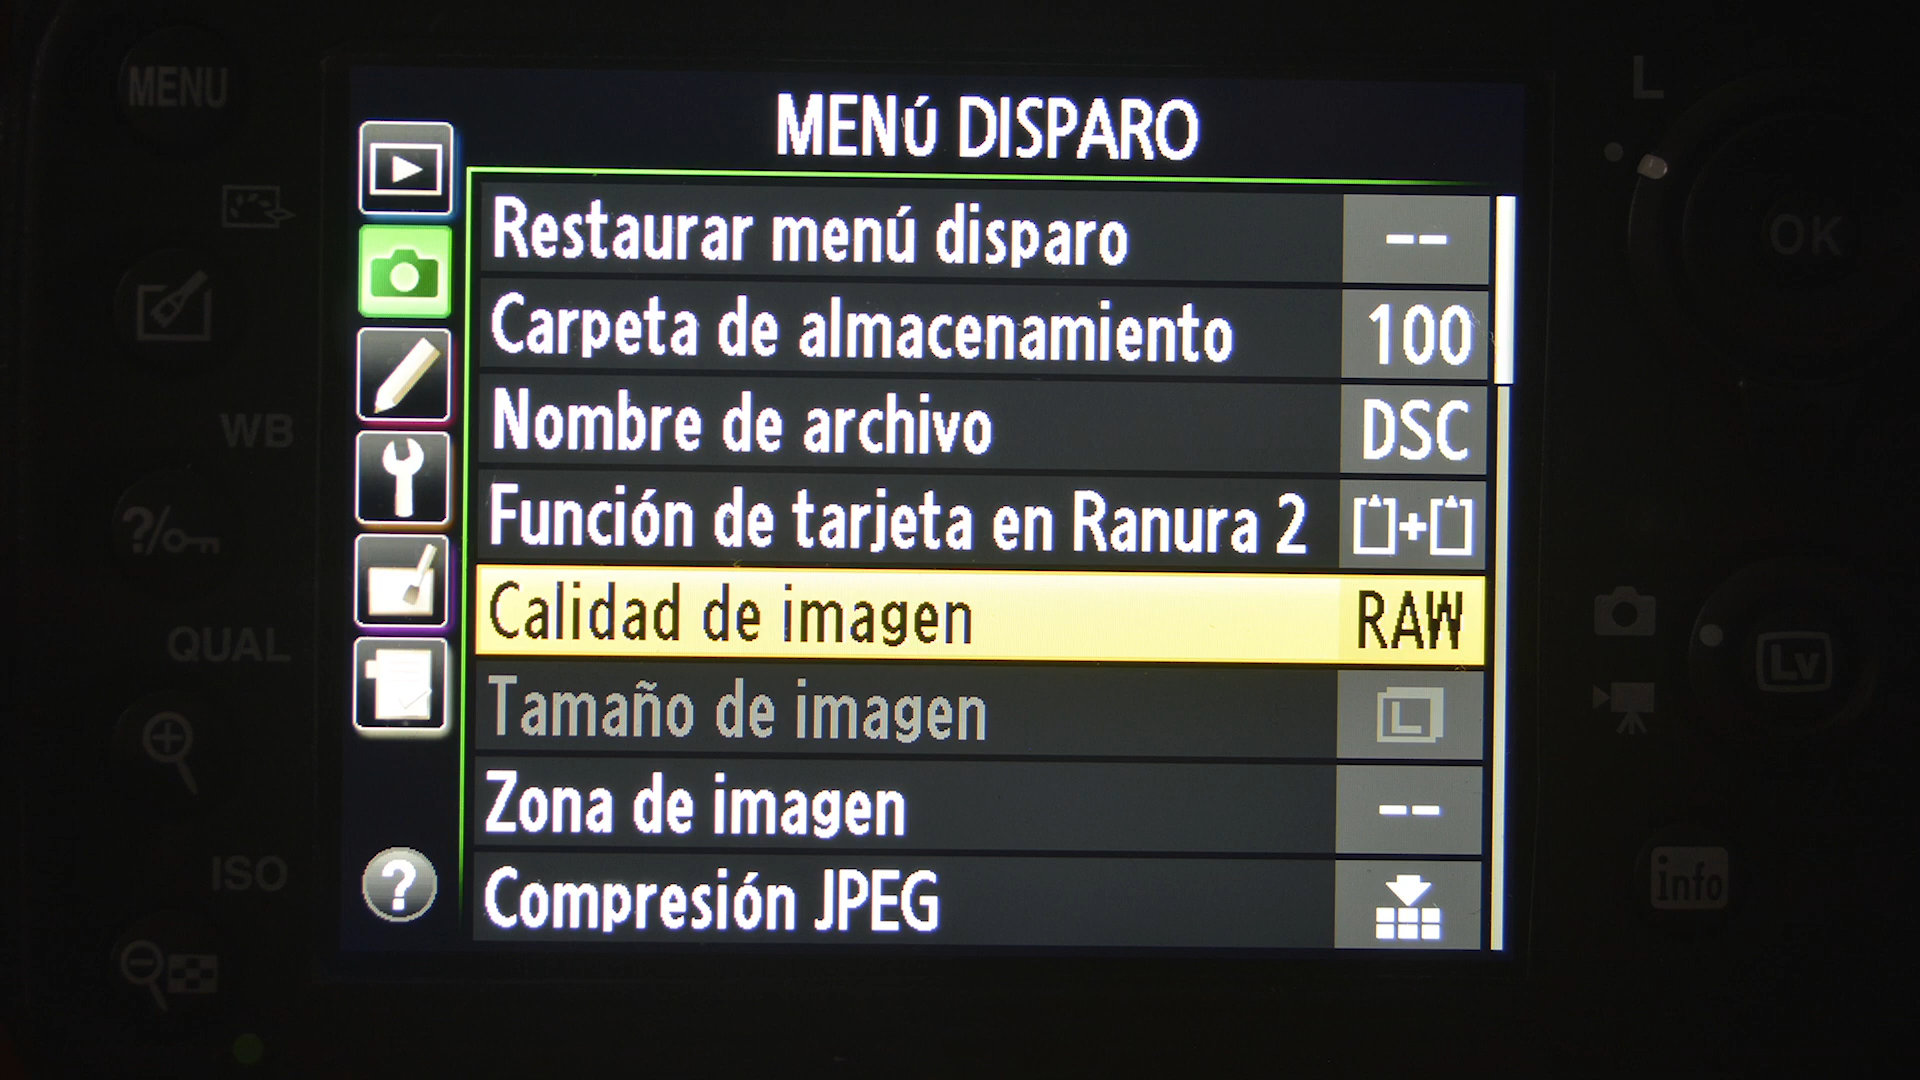 MENU
L
MENÚ DISPARO
Restaurar menú disparo --
OK
Carpeta de almacenamiento 100
WB
Nombre de archivo DSC
?/
Función de tarjeta en Ranura 2 +
QUAL
Calidad de imagen RAW
Lv
Tamaño de imagen L
Zona de imagen --
ISO
?
Compresión JPEG
info